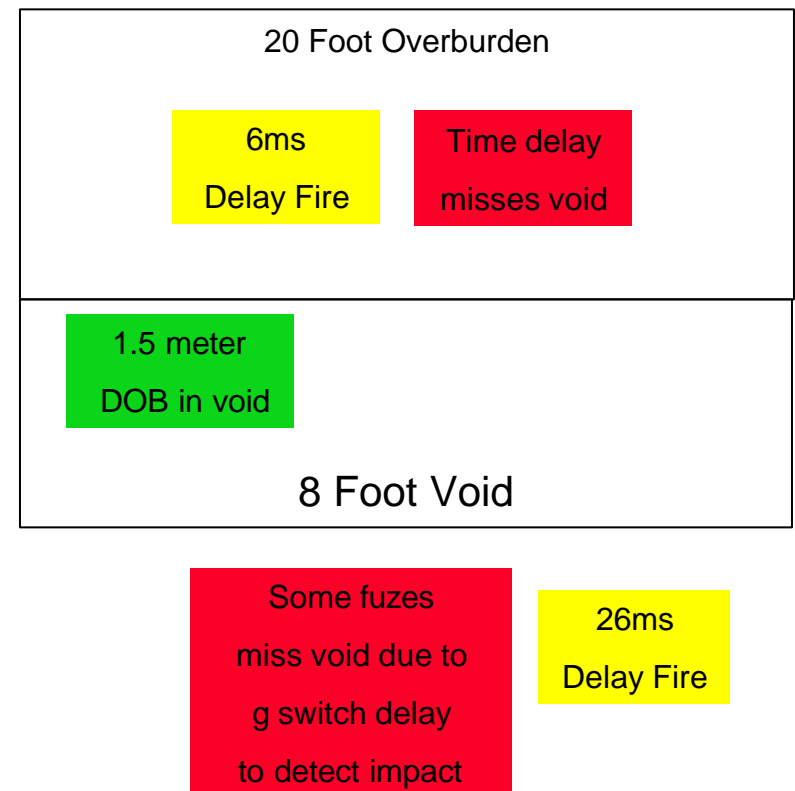 20 Foot Overburden
6ms
Delay Fire
Time delay
misses void
1.5 meter
DOB in void
8 Foot Void
Some fuzes
miss void due to
g switch delay
to detect impact
26ms
Delay Fire